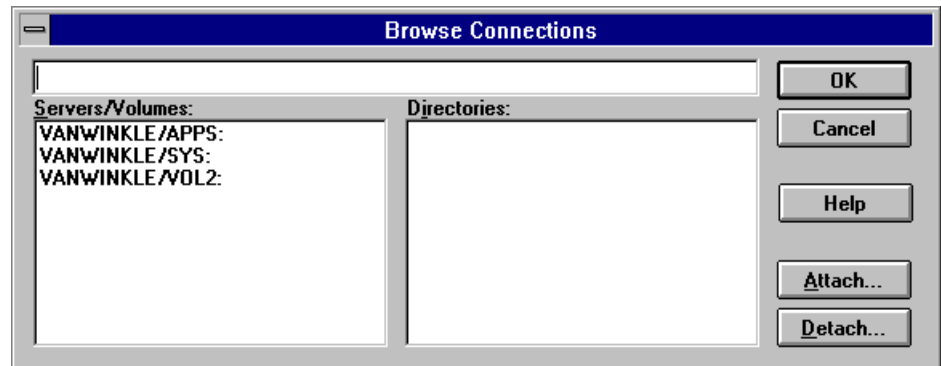 Browse Connections
OK
Servers/Volumes:
Directories:
VANWINKLE/APPS:
VANWINKLE/SYS:
VANWINKLE/VOL2:
Cancel
Help
Attach...
Detach...